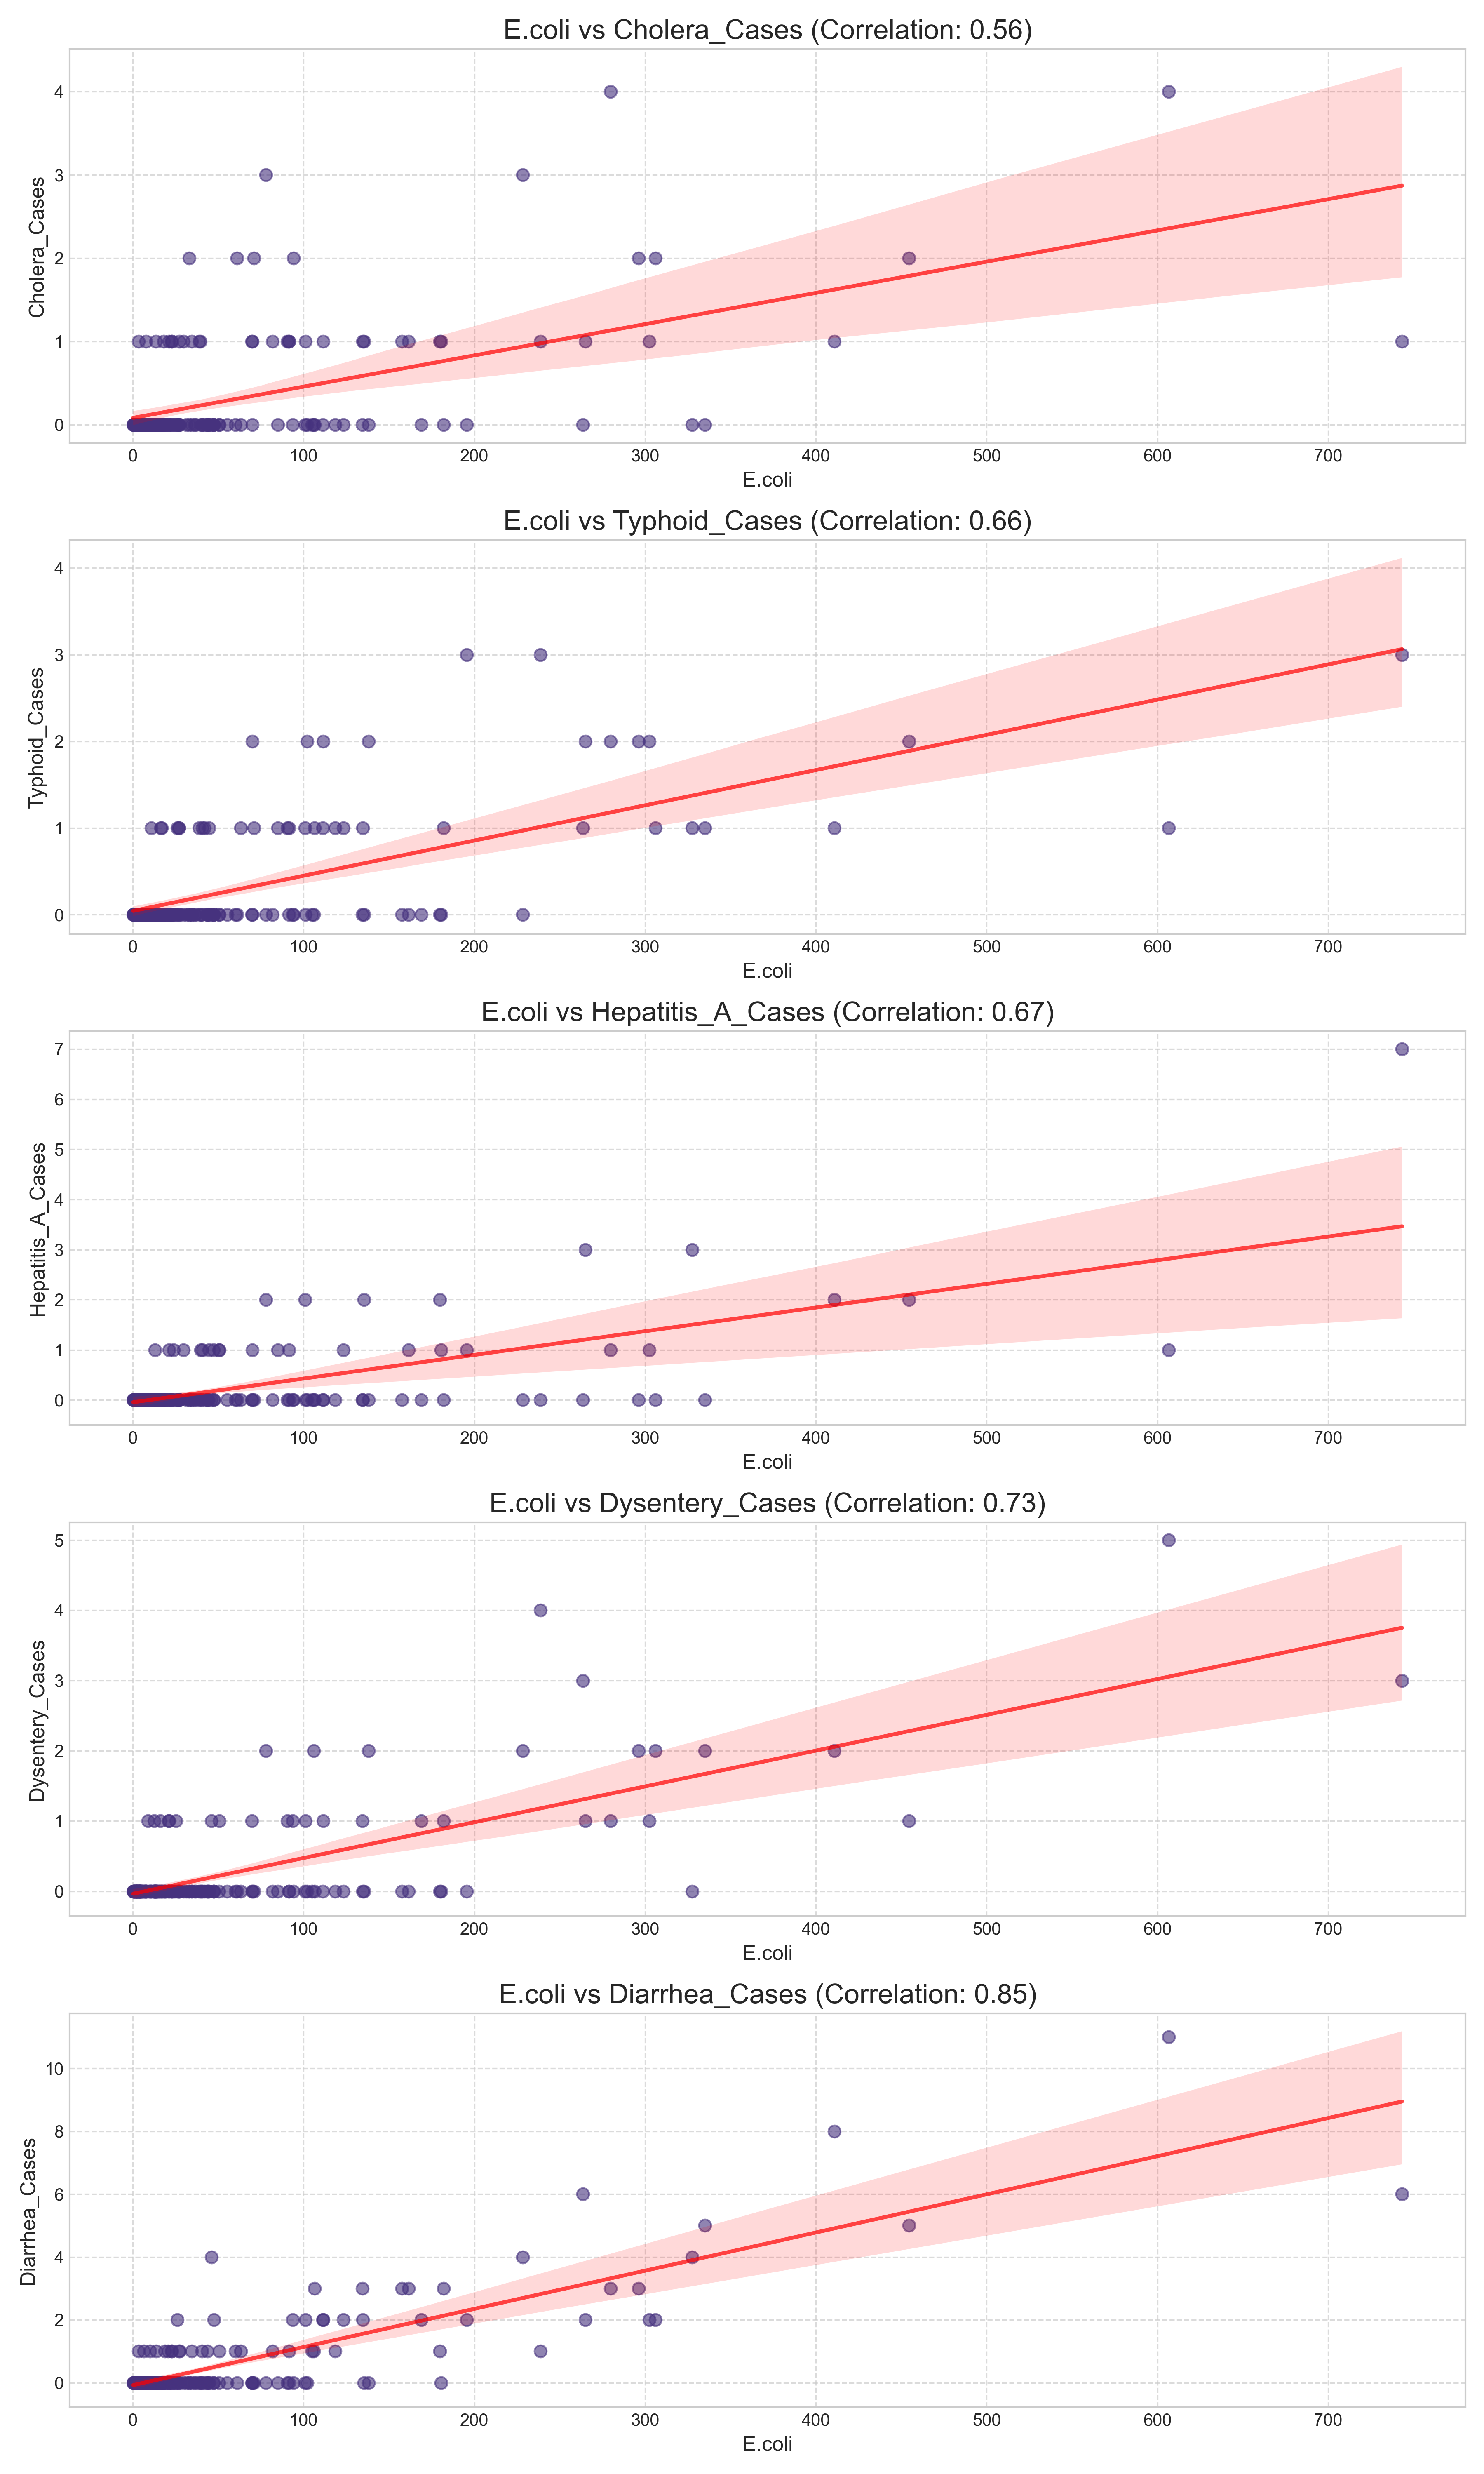 E.coli vs Cholera_Cases (Correlation: 0.56)
4
3
2
1
0
Cholera_Cases
0 100 200 300 400 500 600 700
E.coli
E.coli vs Typhoid_Cases (Correlation: 0.66)
4
3
2
1
0
Typhoid_Cases
0 100 200 300 400 500 600 700
E.coli
E.coli vs Hepatitis_A_Cases (Correlation: 0.67)
7
6
5
4
3
2
1
0
Hepatitis_A_Cases
0 100 200 300 400 500 600 700
E.coli
E.coli vs Dysentery_Cases (Correlation: 0.73)
5
4
3
2
1
0
Dysentery_Cases
0 100 200 300 400 500 600 700
E.coli
E.coli vs Diarrhea_Cases (Correlation: 0.85)
10
8
6
4
2
0
Diarrhea_Cases
0 100 200 300 400 500 600 700
E.coli